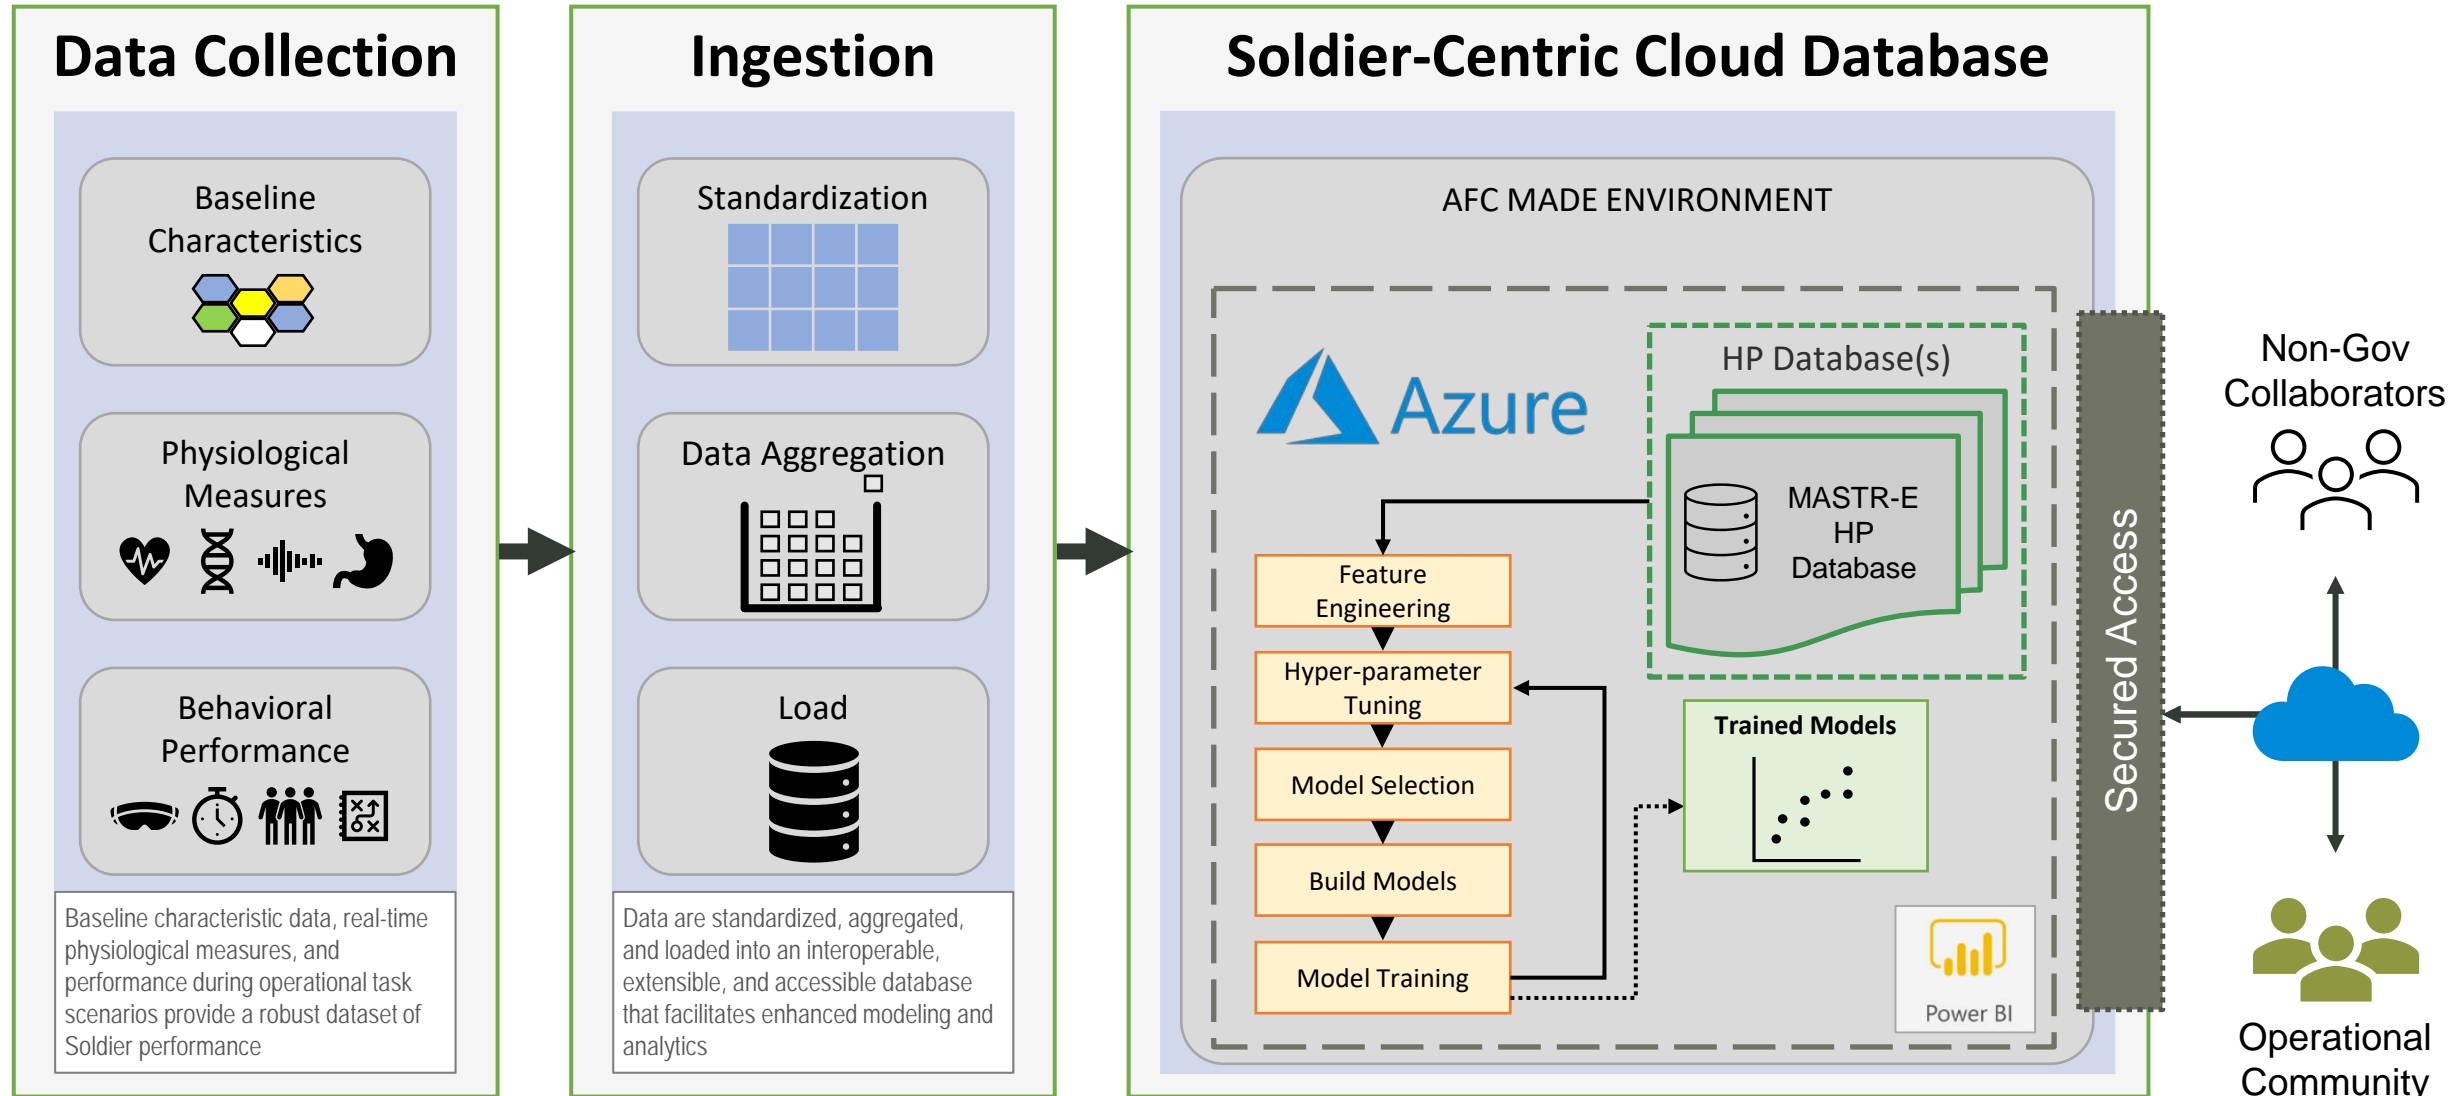 Data Collection
Baseline
Characteristics
Physiological
Measures
Behavioral
Performance
Baseline characteristic data, real-time
physiological measures, and
performance during operational task
scenarios provide a robust dataset of
Soldier performance
Ingestion
Standardization
Data Aggregation
Load
Data are standardized, aggregated,
and loaded into an interoperable,
extensible, and accessible database
that facilitates enhanced modeling and
analytics
Soldier-Centric Cloud Database
AFC MADE ENVIRONMENT
Azure
HP Database(s)
MASTR-E
HP
Database
Feature
Engineering
Hyper-parameter
Tuning
Model Selection
Build Models
Model Training
Trained Models
Power BI
Secured Access
Non-Gov
Collaborators
Operational
Community